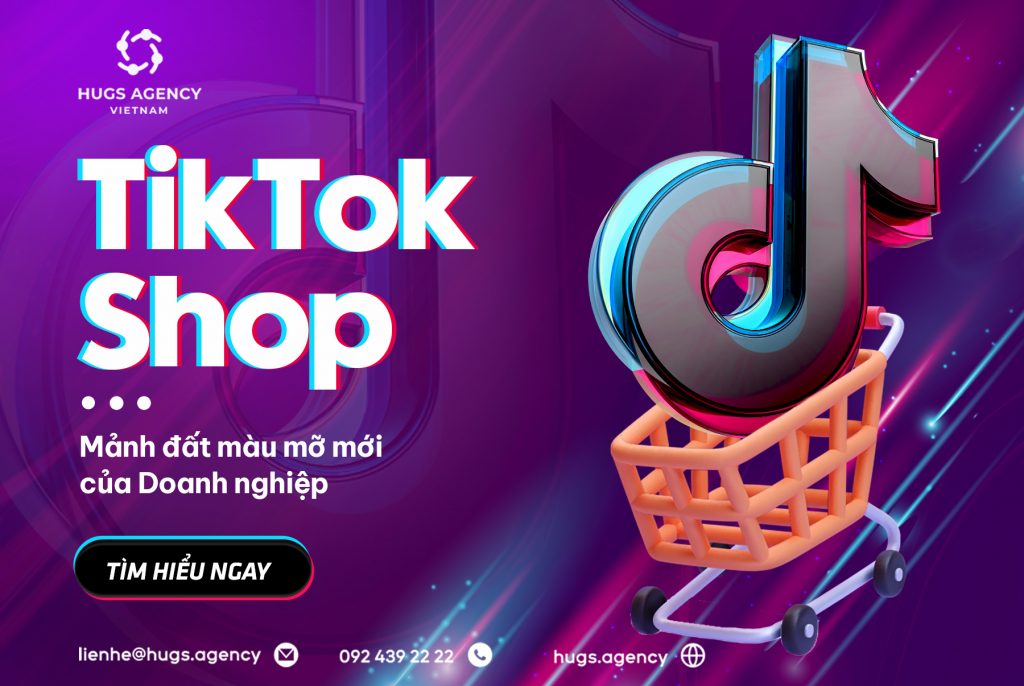 HUGS AGENCY
VIETNAM
TikTok
Shop
Mảnh đất màu mỡ mới
của Doanh nghiệp
TÌM HIỂU NGAY
lienhe@hugs.agency
092 439 22 22
hugs.agency